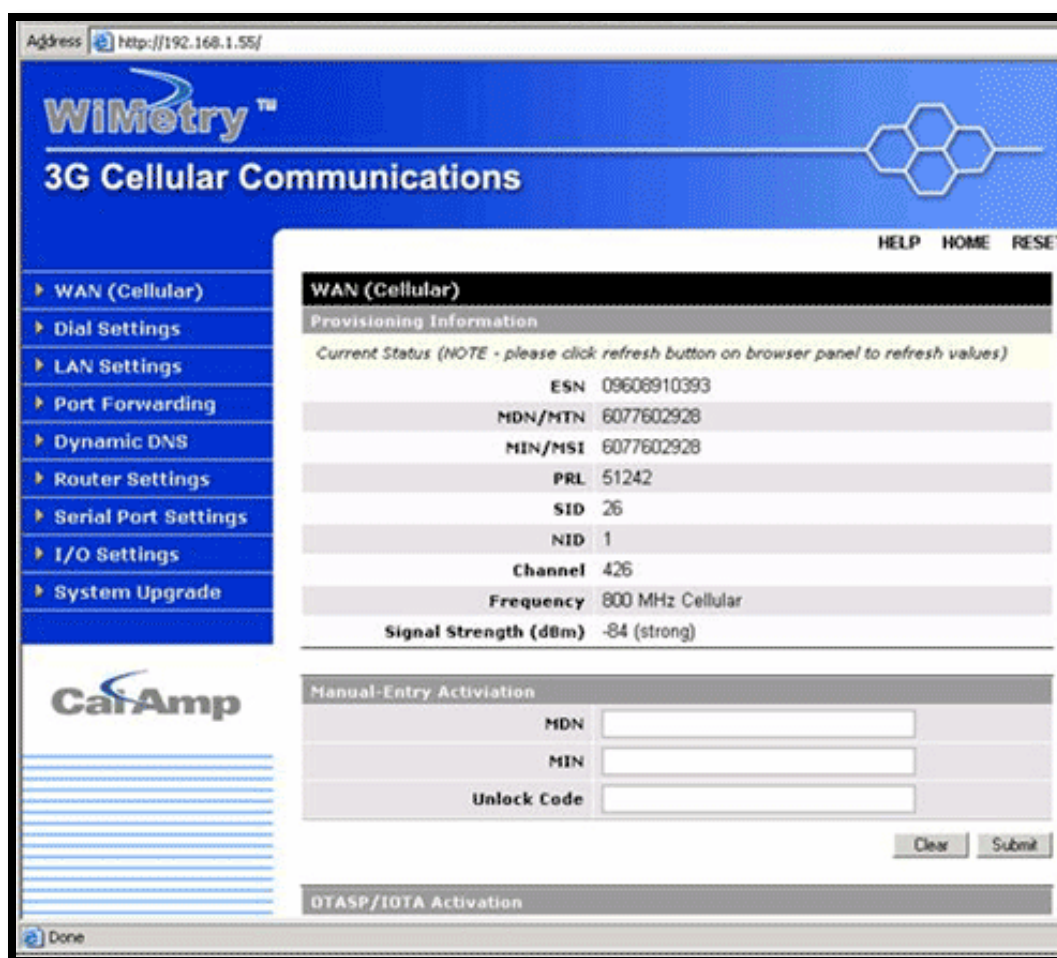 Address http://192.168.1.55/
WiMetry ™
3G Cellular Communications
HELP HOME RESET
WAN (Cellular)
Dial Settings
LAN Settings
Port Forwarding
Dynamic DNS
Router Settings
Serial Port Settings
I/O Settings
System Upgrade
CalAmp
WAN (Cellular)
Provisioning Information
Current Status (NOTE - please click refresh button on browser panel to refresh values)
ESN 09608910393
MDN/MTN 6077602928
MIN/MSI 6077602928
PRL 51242
SID 26
NID 1
Channel 426
Frequency 800 MHz Cellular
Signal Strength (dBm) -84 (strong)
Manual-Entry Activiation
MDN
MIN
Unlock Code
Clear Submit
OTASP/IOTA Activation
Done